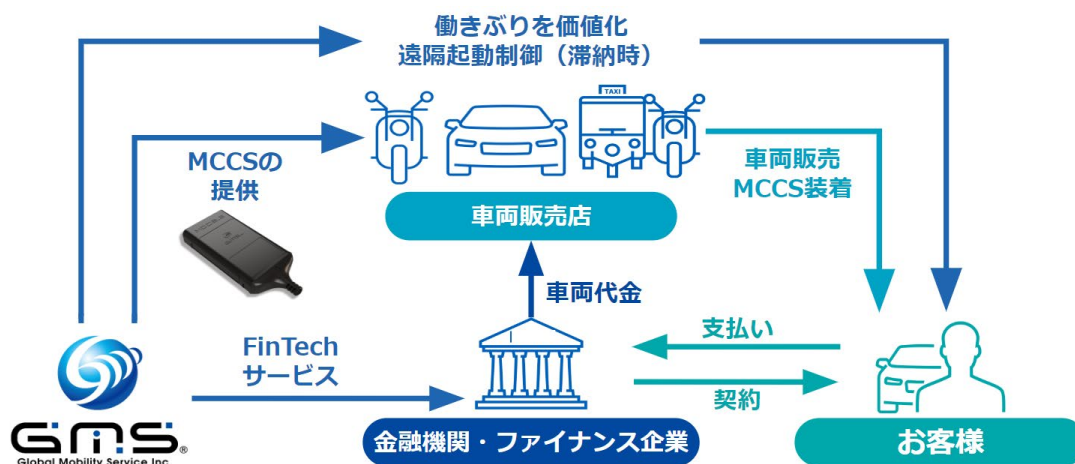 働きぶりを価値化
遠隔起動制御（滞納時）
TAXI
MCCSの
提供
車両販売
MCCS装着
車両販売店
車両代金
支払い
FinTech
サービス
契約
GMS®
Global Mobility Service Inc.
金融機関・ファイナンス企業
お客様